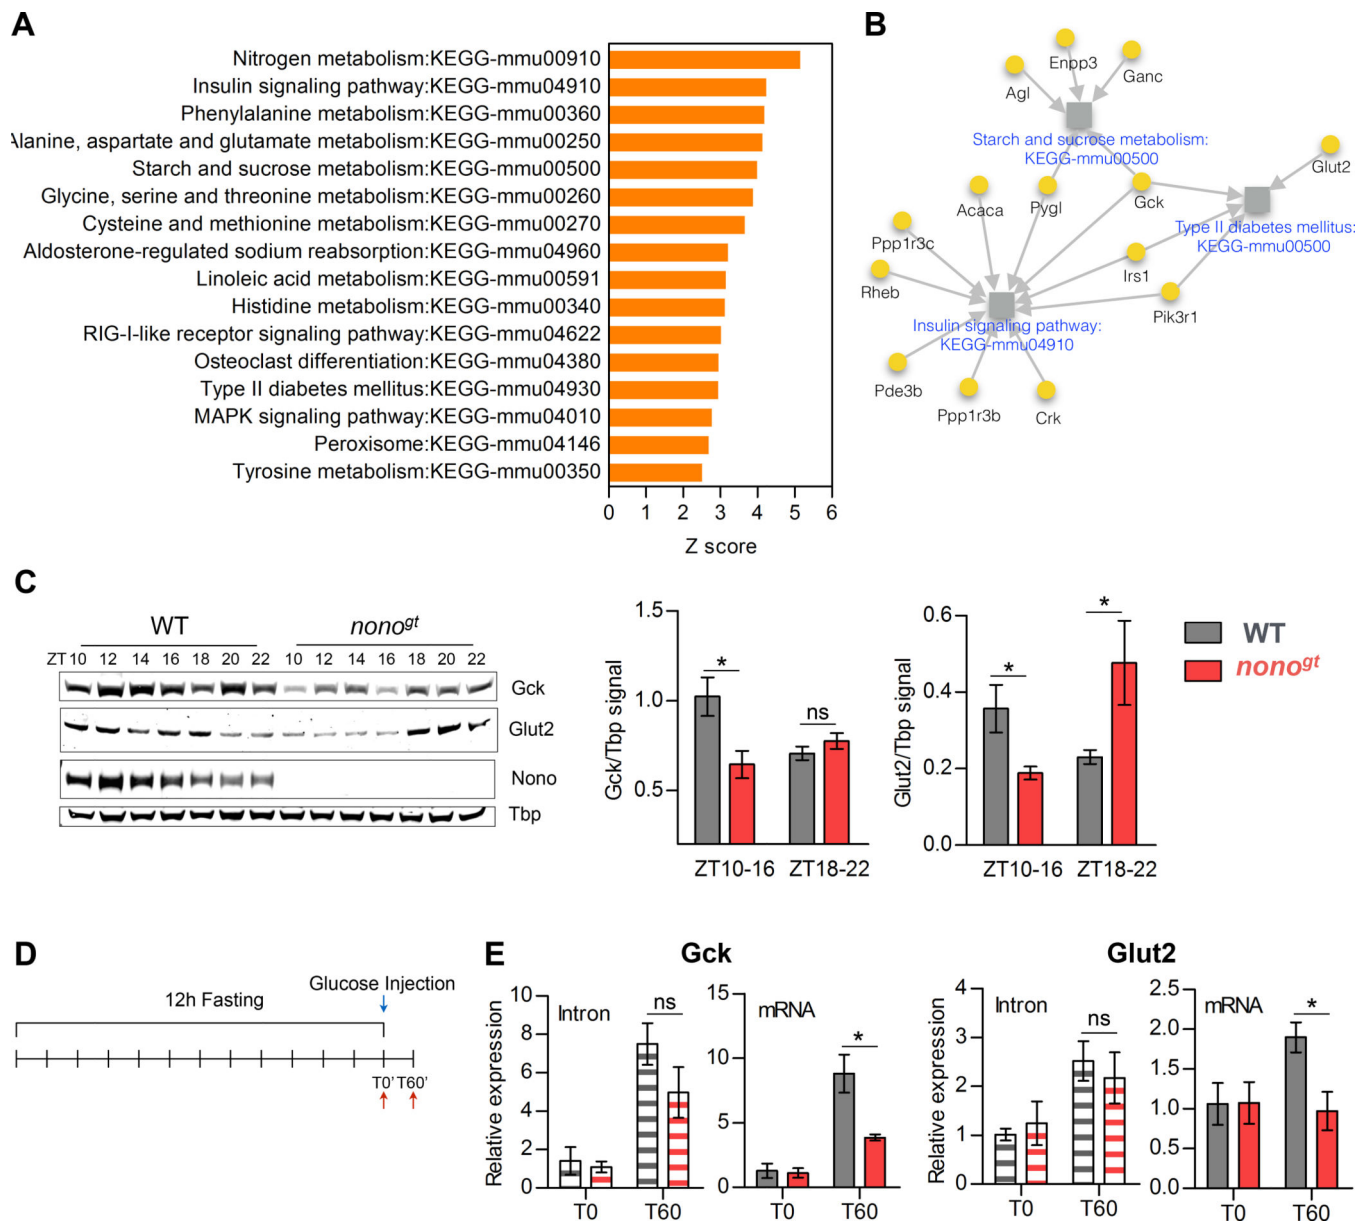 A
Nitrogen metabolism:KEGG-mmu00910
Insulin signaling pathway:KEGG-mmu04910
Phenylalanine metabolism:KEGG-mmu00360
Alanine, aspartate and glutamate metabolism:KEGG-mmu00250
Starch and sucrose metabolism:KEGG-mmu00500
Glycine, serine and threonine metabolism:KEGG-mmu00260
Cysteine and methionine metabolism:KEGG-mmu00270
Aldosterone-regulated sodium reabsorption:KEGG-mmu04960
Linoleic acid metabolism:KEGG-mmu00591
Histidine metabolism:KEGG-mmu00340
RIG-I-like receptor signaling pathway:KEGG-mmu04622
Osteoclast differentiation:KEGG-mmu04380
Type II diabetes mellitus:KEGG-mmu04930
MAPK signaling pathway:KEGG-mmu04010
Peroxisome:KEGG-mmu04146
Tyrosine metabolism:KEGG-mmu00350
0 1 2 3 4 5 6
Z score
B
Enpp3
Ganc
Agl
Starch and sucrose metabolism:
KEGG-mmu00500
Glut2
Acaca
Pygl
Gck
Type II diabetes mellitus:
KEGG-mmu00500
Ppp1r3c
Irs1
Rheb
Pik3r1
Insulin signaling pathway:
KEGG-mmu04910
Pde3b
Ppp1r3b
Crk
C
WT nonogt
ZT 10 12 14 16 18 20 22 10 12 14 16 18 20 22
Gck
Glut2
Nono
Tbp
Gck/Tbp signal
1.5
1.0
0.5
*
ns
ZT10-16 ZT18-22
Glut2/Tbp signal
0.6
0.4
0.2
0.0
*
*
ZT10-16 ZT18-22
WT
nonogt
D
Glucose Injection
12h Fasting
T0' T60'
E
Gck
Relative expression
10
8
6
4
2
0
Intron
ns
T0 T60
15
10
5
0
mRNA
*
T0 T60
Glut2
Relative expression
4
3
2
1
0
Intron
ns
T0 T60
2.5
2.0
1.5
1.0
0.5
0.0
mRNA
*
T0 T60